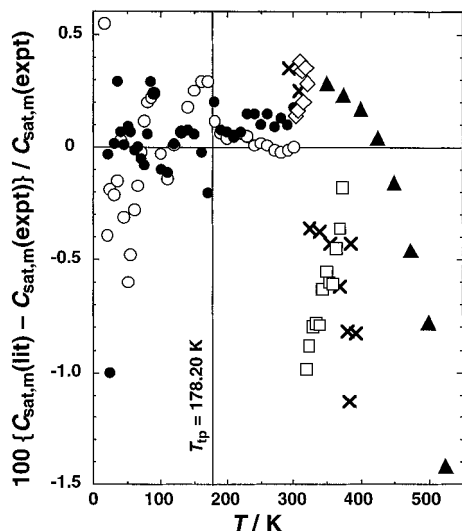 100 {Csat,m(lit) − Csat,m(expt)} / Csat,m(expt)
0.5
0
-0.5
-1.0
-1.5
Ttp = 178.20 K
0 100 200 300 400 500
T / K